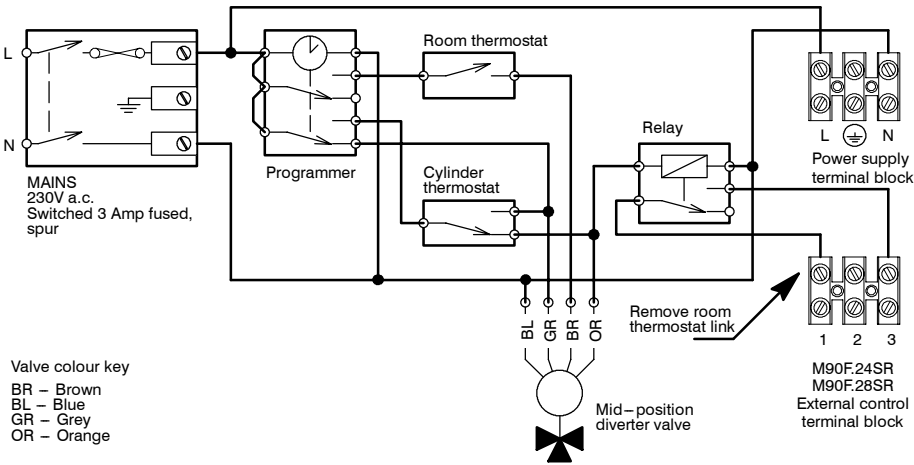 L
N
MAINS
230V a.c.
Switched 3 Amp fused,
spur
Programmer
Room thermostat
Cylinder
thermostat
Relay
L
N
Power supply
terminal block
Remove room
thermostat link
1 2 3
M90F.24SR
M90F.28SR
External control
terminal block
BL
GR
BR
OR
Mid–position
diverter valve
Valve colour key
BR – Brown
BL – Blue
GR – Grey
OR – Orange